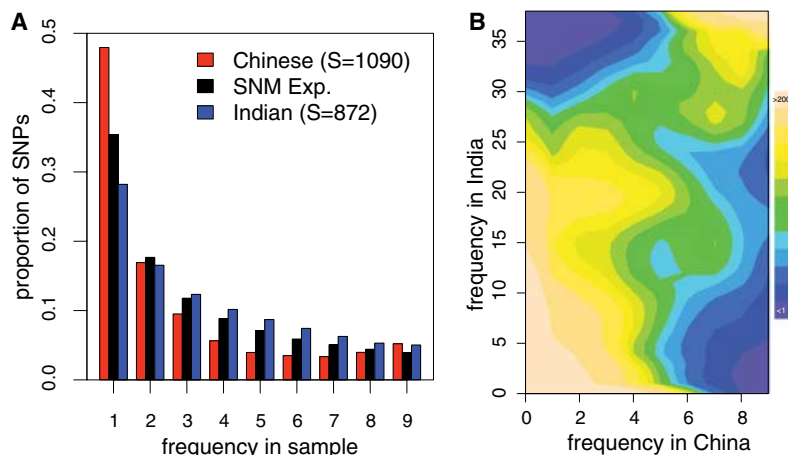 A
0.5
0.4
0.3
0.2
0.1
0.0
proportion of SNPs
Chinese (S=1090)
SNM Exp.
Indian (S=872)
1 2 3 4 5 6 7 8 9
frequency in sample
B
35
30
25
20
15
10
5
0
frequency in India
0 2 4 6 8
frequency in China
>200
<1